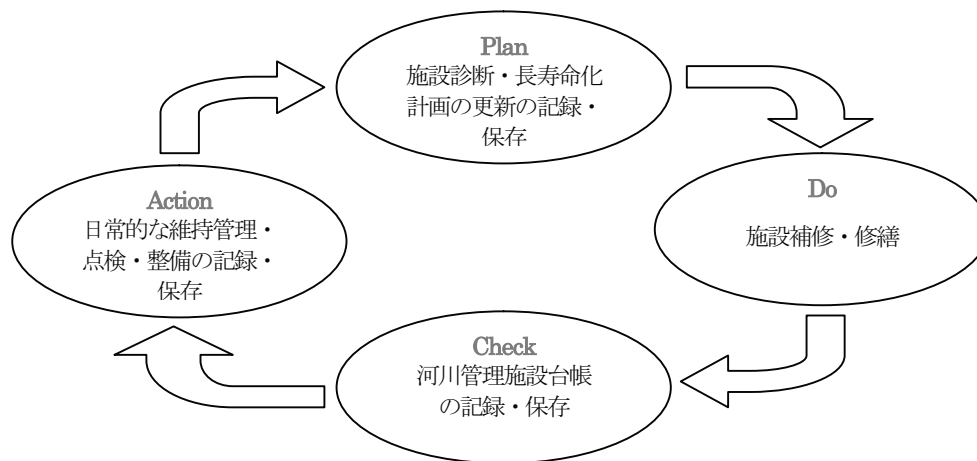 Plan
施設診断・長寿命化
計画の更新の記録・
保存
Do
施設補修・修繕
Check
河川管理施設台帳
の記録・保存
Action
日常的な維持管理・
点検・整備の記録・
保存